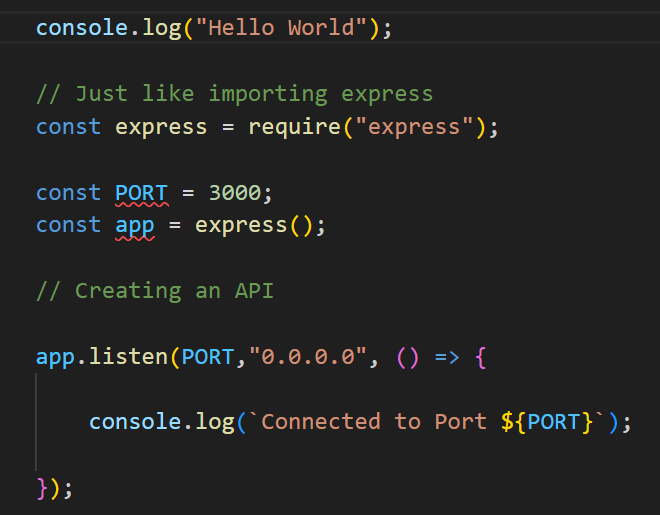 console.log("Hello World");
// Just like importing express
const express = require("express");
const PORT = 3000;
const app = express();
// Creating an API
app.listen(PORT,"0.0.0.0", () => {
console.log(`Connected to Port ${PORT}`);
});